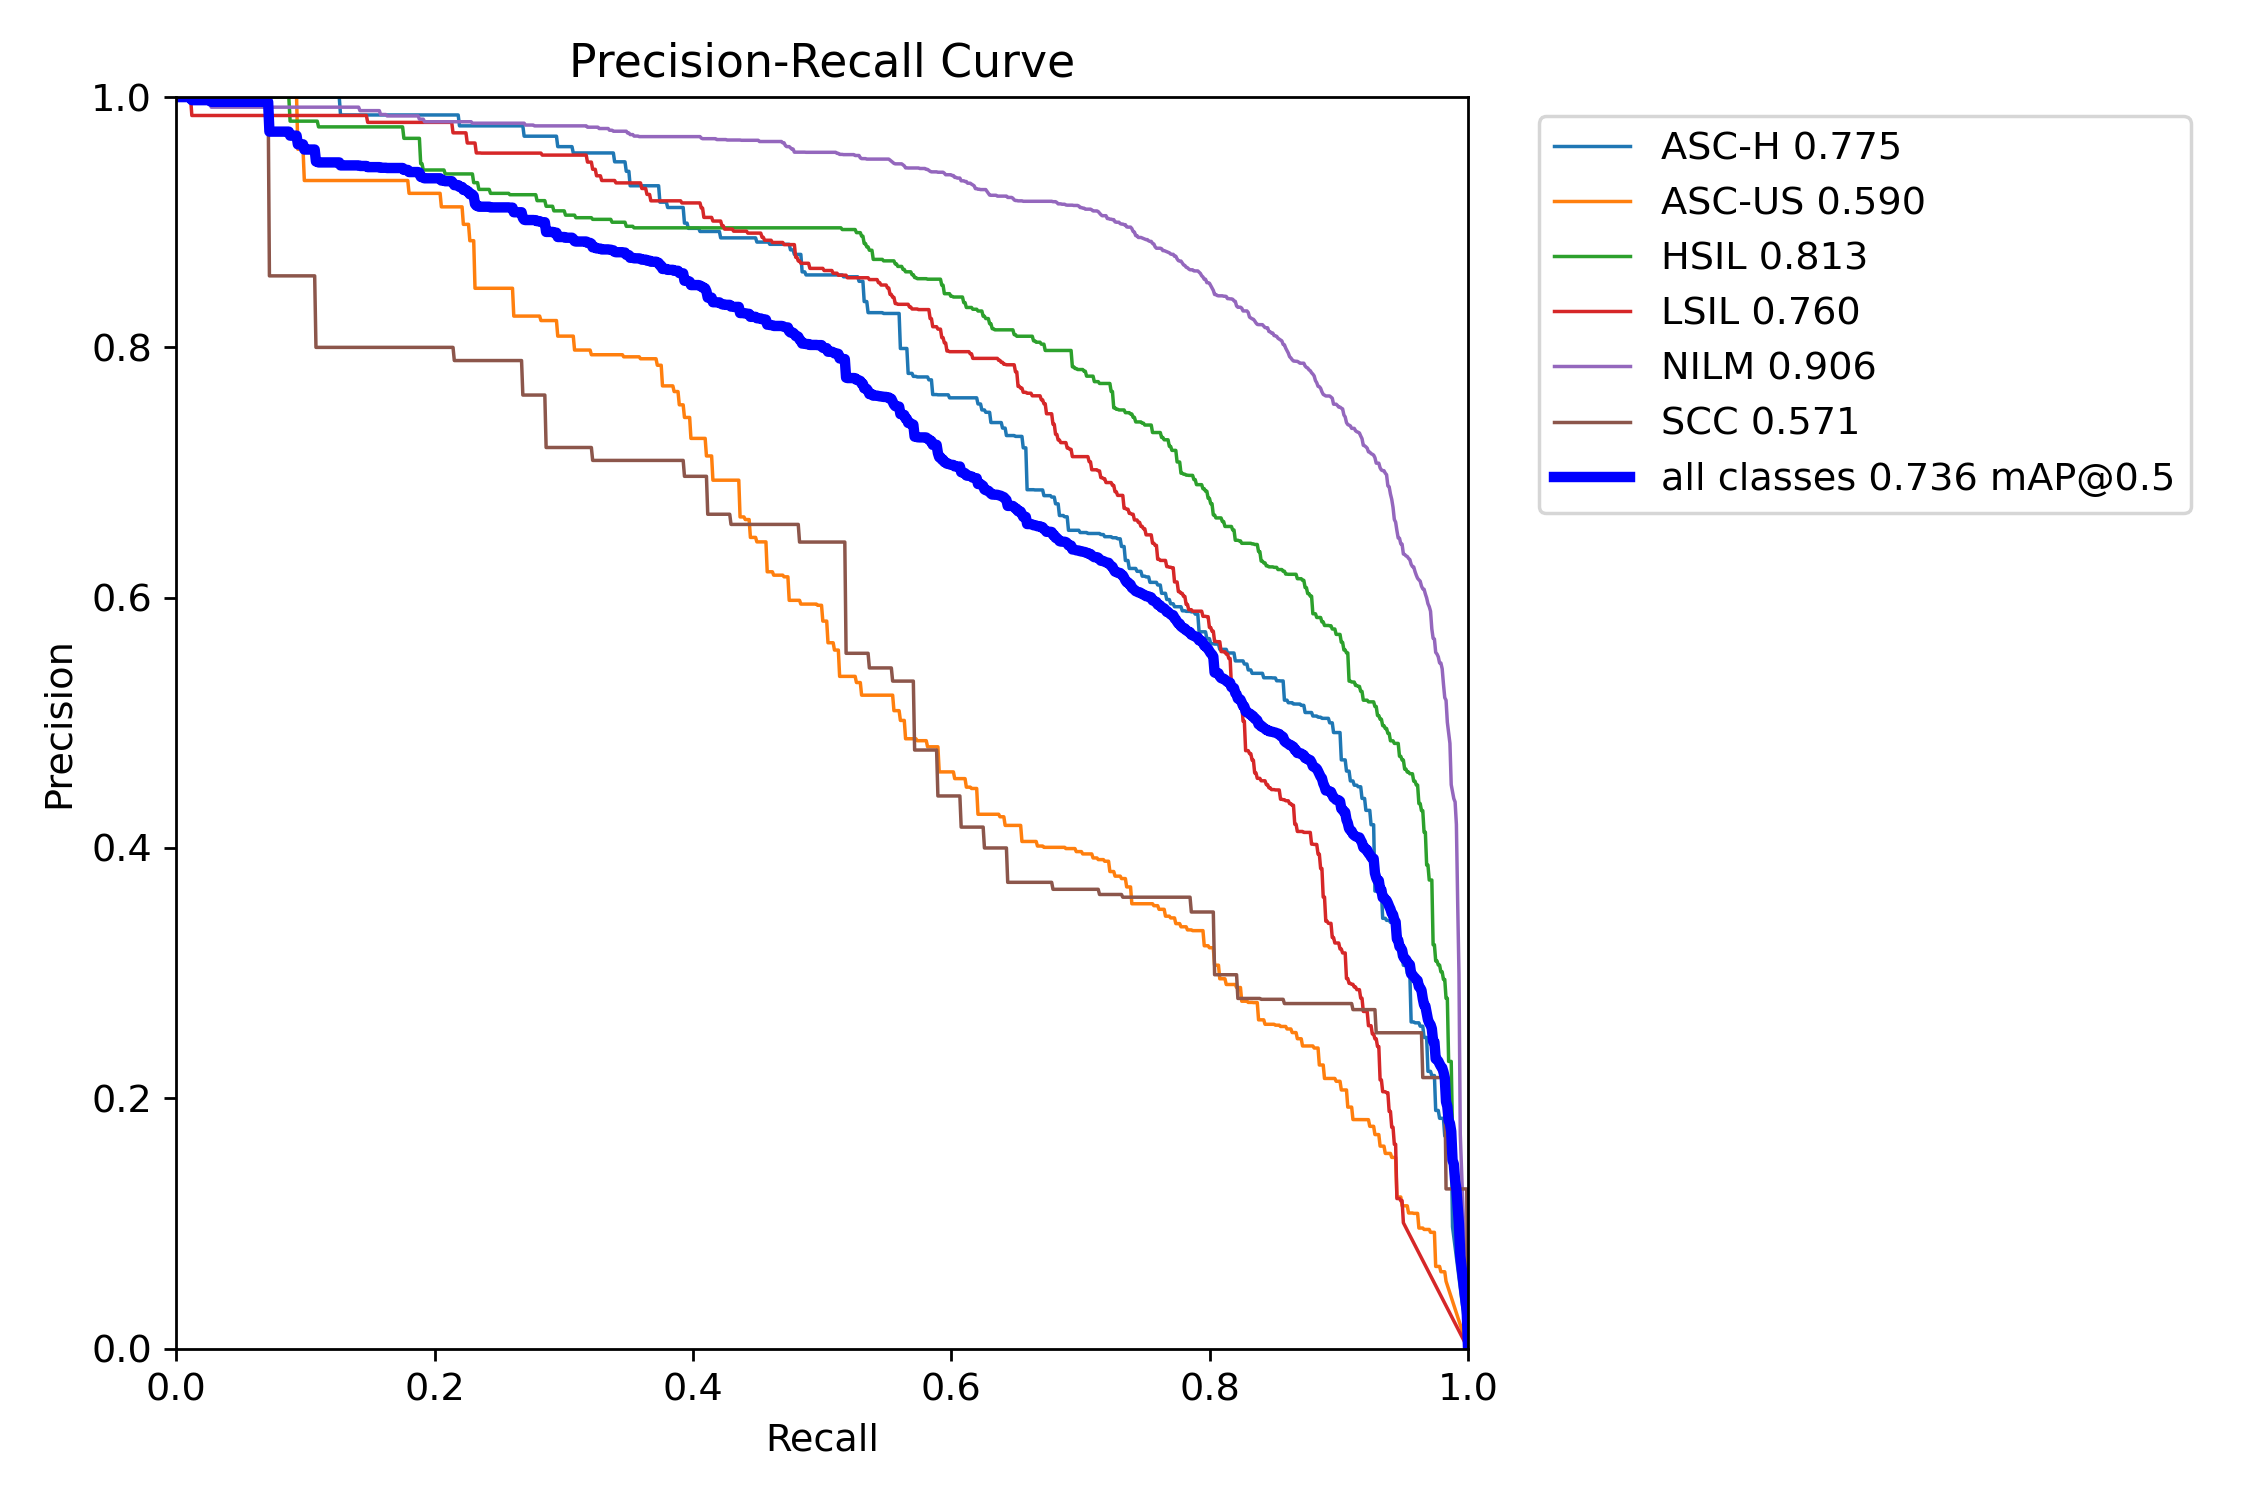 Precision-Recall Curve
1.0
0.8
0.6
0.4
0.2
0.0
Precision
0.0 0.2 0.4 0.6 0.8 1.0
Recall
ASC-H 0.775
ASC-US 0.590
HSIL 0.813
LSIL 0.760
NILM 0.906
SCC 0.571
all classes 0.736 mAP@0.5